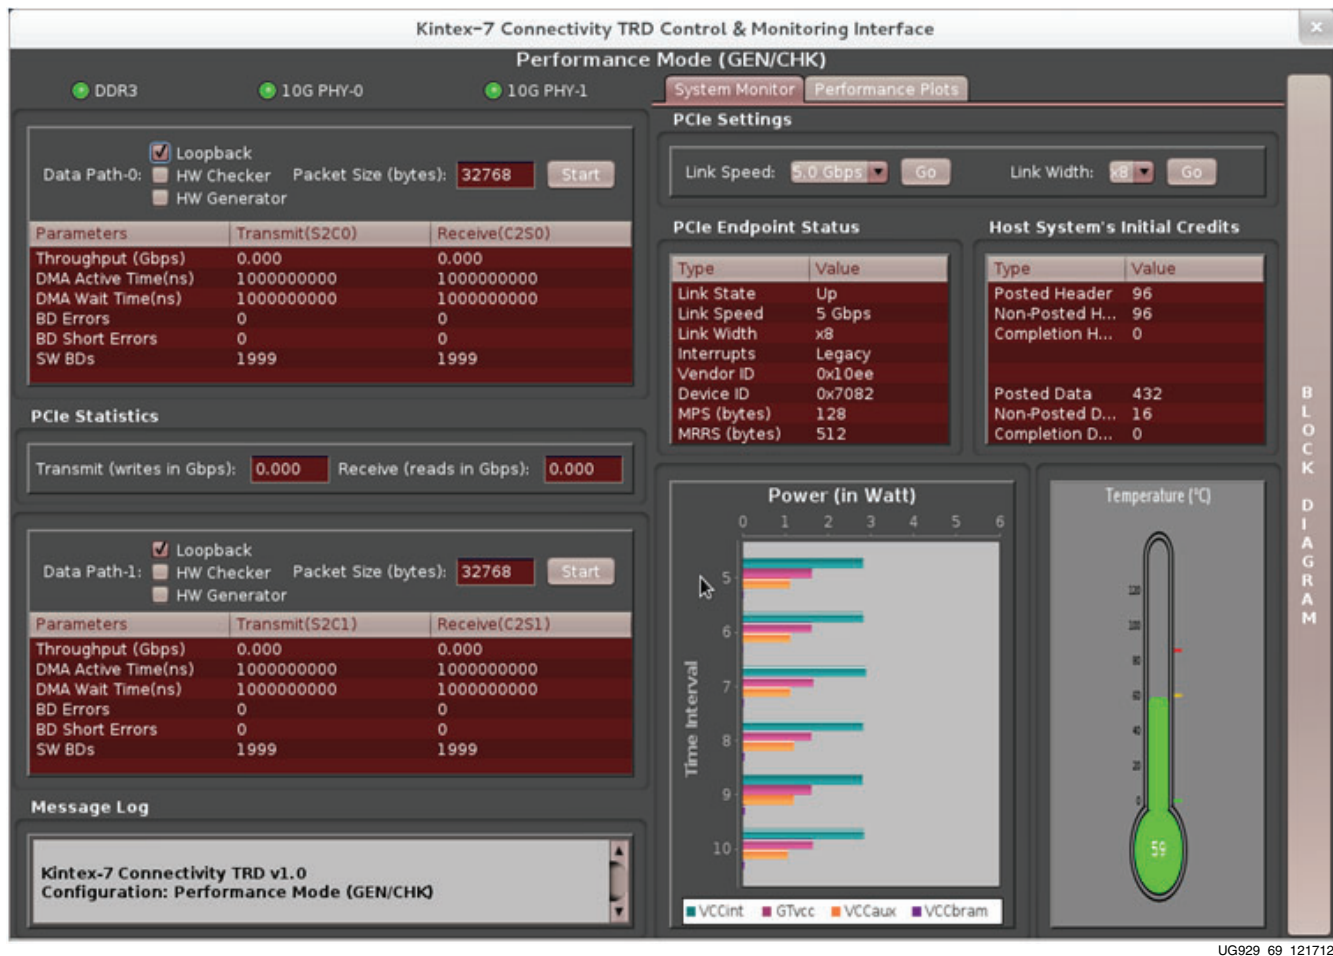 Kintex-7 Connectivity TRD Control & Monitoring Interface
Performance Mode (GEN/CHK)
DDR3 10G PHY-0 10G PHY-1
Loopback
Data Path-0: HW Checker Packet Size (bytes): 32768 Start
HW Generator
Parameters Transmit(S2C0) Receive(C2S0)
Throughput (Gbps) 0.000 0.000
DMA Active Time(ns) 1000000000 1000000000
DMA Wait Time(ns) 1000000000 1000000000
BD Errors 0 0
BD Short Errors 0 0
SW BDs 1999 1999
PCIe Statistics
Transmit (writes in Gbps): 0.000 Receive (reads in Gbps): 0.000
Loopback
Data Path-1: HW Checker Packet Size (bytes): 32768 Start
HW Generator
Parameters Transmit(S2C1) Receive(C2S1)
Throughput (Gbps) 0.000 0.000
DMA Active Time(ns) 1000000000 1000000000
DMA Wait Time(ns) 1000000000 1000000000
BD Errors 0 0
BD Short Errors 0 0
SW BDs 1999 1999
Message Log
Kintex-7 Connectivity TRD v1.0
Configuration: Performance Mode (GEN/CHK)
System Monitor Performance Plots
PCIe Settings
Link Speed: 5.0 Gbps Go Link Width: x8 Go
PCIe Endpoint Status
Type Value
Link State Up
Link Speed 5 Gbps
Link Width x8
Interrupts Legacy
Vendor ID 0x10ee
Device ID 0x7082
MPS (bytes) 128
MRRS (bytes) 512
Host System's Initial Credits
Type Value
Posted Header 96
Non-Posted H... 96
Completion H... 0
Posted Data 432
Non-Posted D... 16
Completion D... 0
Power (in Watt)
0 1 2 3 4 5 6
Time Interval
5
6
7
8
9
10
VCCint GTvcc VCCaux VCCbram
Temperature (°C)
120
100
80
60
40
20
0
59
BLOCK DIAGRAM
UG929_69_121712